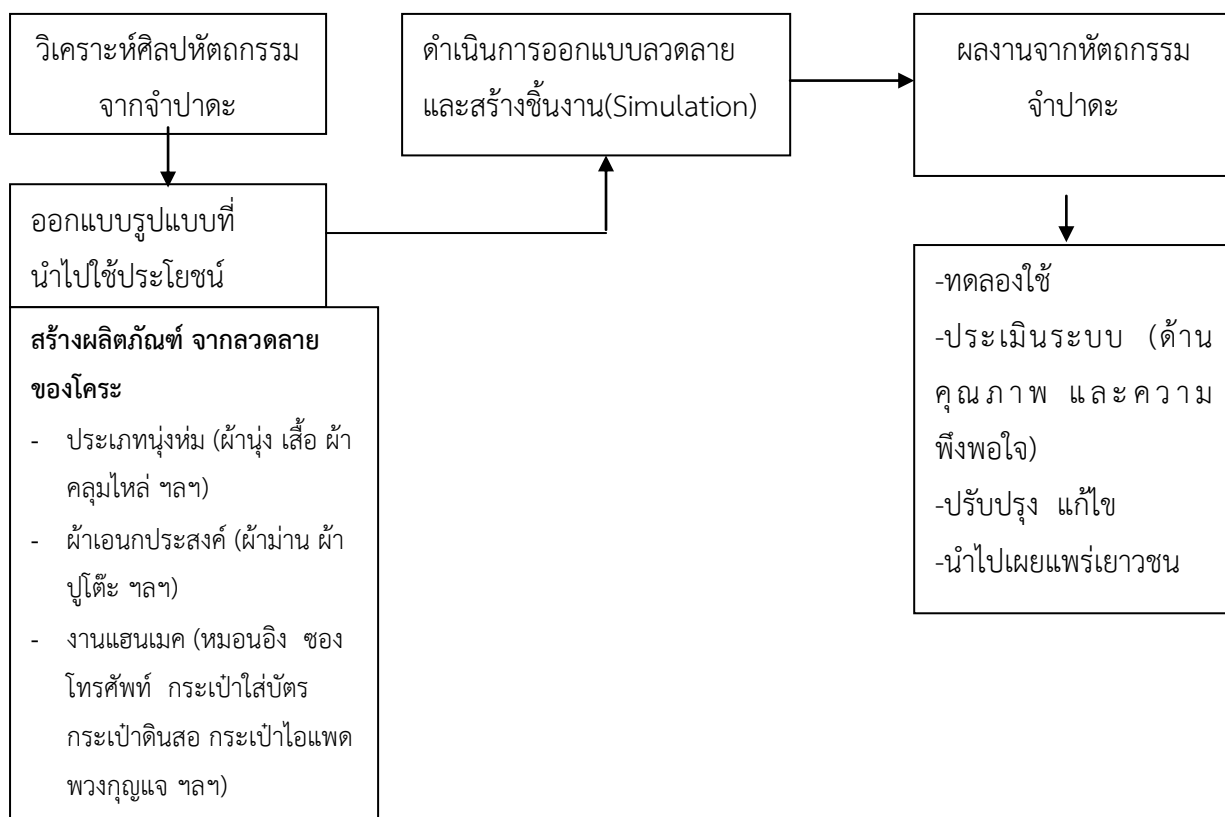 วิเคราะห์ศิลปหัตถกรรม
จากจำปาดะ
ออกแบบรูปแบบที่
นำไปใช้ประโยชน์
สร้างผลิตภัณฑ์ จากลวดลาย
ของโคระ
- ประเภทนุ่งห่ม (ผ้านุ่ง เสื้อ ผ้า
คลุมไหล่ ฯลฯ)
- ผ้าเอนกประสงค์ (ผ้าม่าน ผ้า
ปูโต๊ะ ฯลฯ)
- งานแฮนเมค (หมอนอิง ซอง
โทรศัพท์ กระเป๋าใส่บัตร
กระเป๋าดินสอ กระเป๋าไอแพด
พวงกุญแจ ฯลฯ)
ดำเนินการออกแบบลวดลาย
และสร้างชิ้นงาน(Simulation)
ผลงานจากหัตถกรรม
จำปาดะ
-ทดลองใช้
-ประเมินระบบ (ด้าน
คุณภาพ และความ
พึงพอใจ)
-ปรับปรุง แก้ไข
-นำไปเผยแพร่เยาวชน